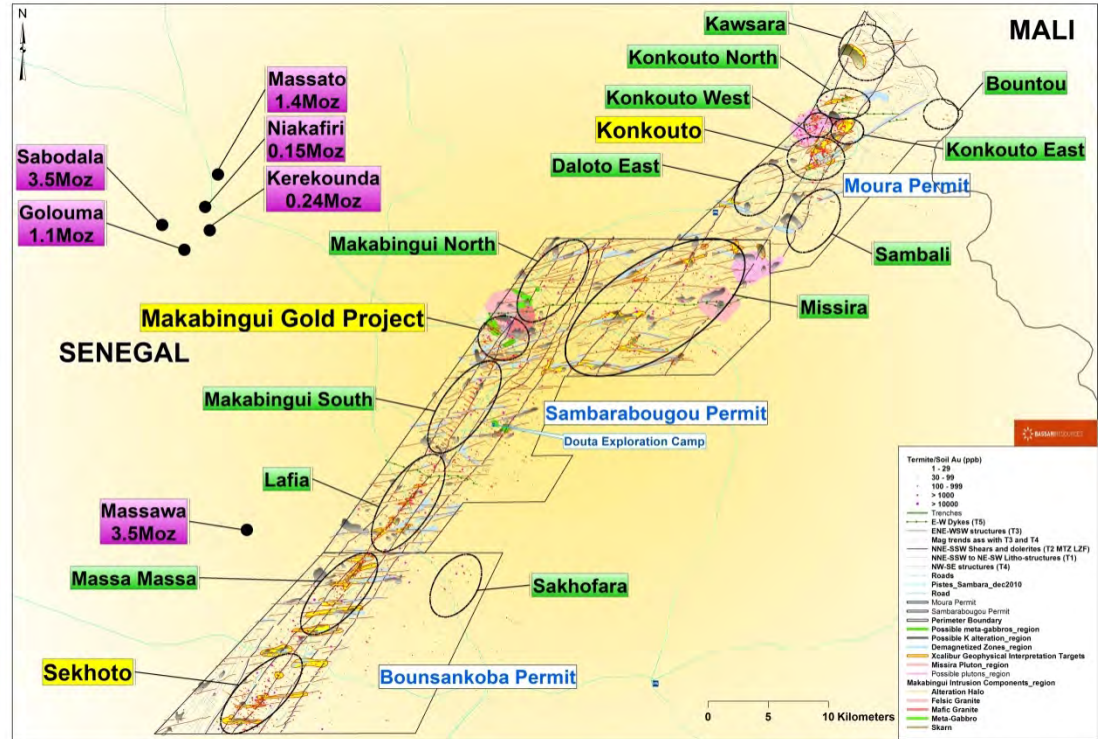 N
MALI
Kawsara
Konkouto North
Konkouto West
Konkouto
Daloto East
Bountou
Konkouto East
Moura Permit
Sambali
Massato
1.4Moz
Niakafiri
0.15Moz
Sabodala
3.5Moz
Kerekounda
0.24Moz
Golouma
1.1Moz
Makabingui North
Missira
Makabingui Gold Project
SENEGAL
Makabingui South
Sambarabougou Permit
Douta Exploration Camp
Lafia
Massawa
3.5Moz
Massa Massa
Sakhofara
Sekhoto
Bounsankoba Permit
0 5 10 Kilometers
BASSARI RESOURCES
Termite/Soil Au (ppb)
1 - 29
30 - 99
100 - 999
> 1000
> 10000
Trenches
E-W Dykes (T5)
ENE-WSW structures (T3)
Mag trends ass with T3 and T4
NNE-SSW Shears and dolerites (T2 MTZ LZF)
NNE-SSW to NE-SW Litho-structures (T1)
NW-SE structures (T4)
Roads
Pistes_Sambara_dec2010
Road
Moura Permit
Sambarabougou Permit
Perimeter Boundary
Possible meta-gabbros_region
Possible K alteration_region
Demagnetized Zones_region
Xcalibur Geophysical Interpretation Targets
Missira Pluton_region
Possible plutons_region
Makabingui Intrusion Components_region
Alteration Halo
Felsic Granite
Mafic Granite
Meta-Gabbro
Skarn